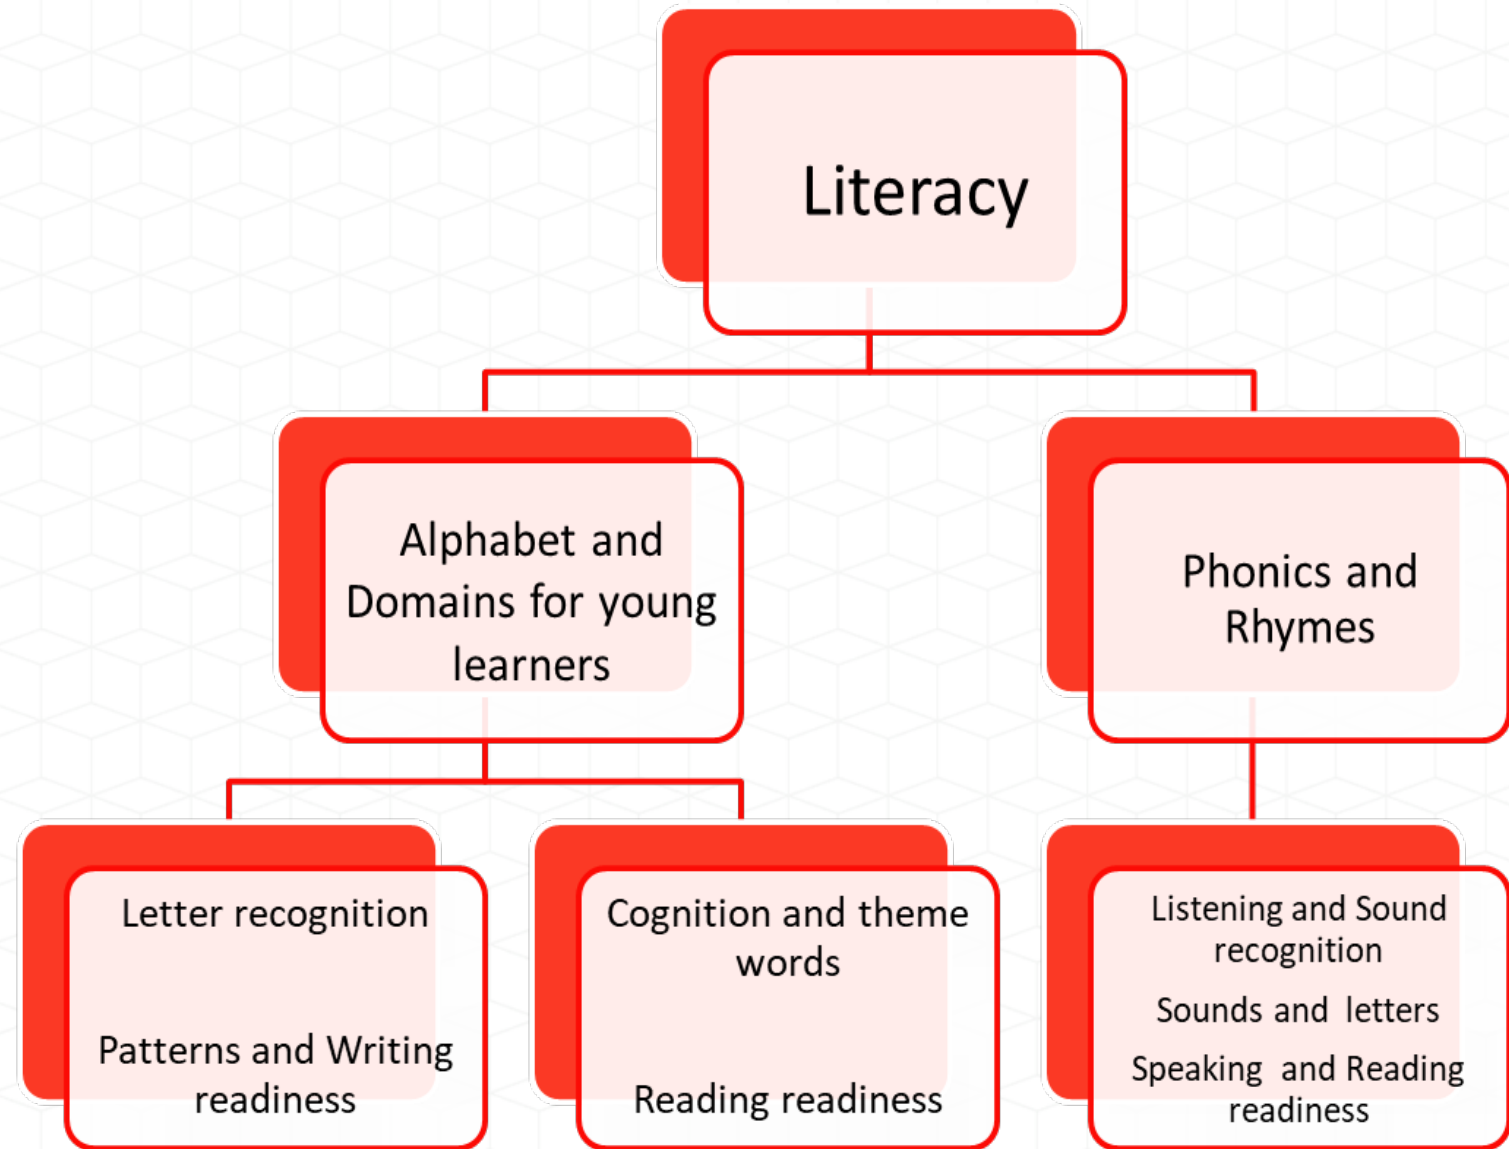 Literacy
Alphabet and
Domains for young
learners
Phonics and
Rhymes
Letter recognition
Patterns and Writing
readiness
Cognition and theme
words
Reading readiness
Listening and Sound
recognition
Sounds and letters
Speaking and Reading
readiness